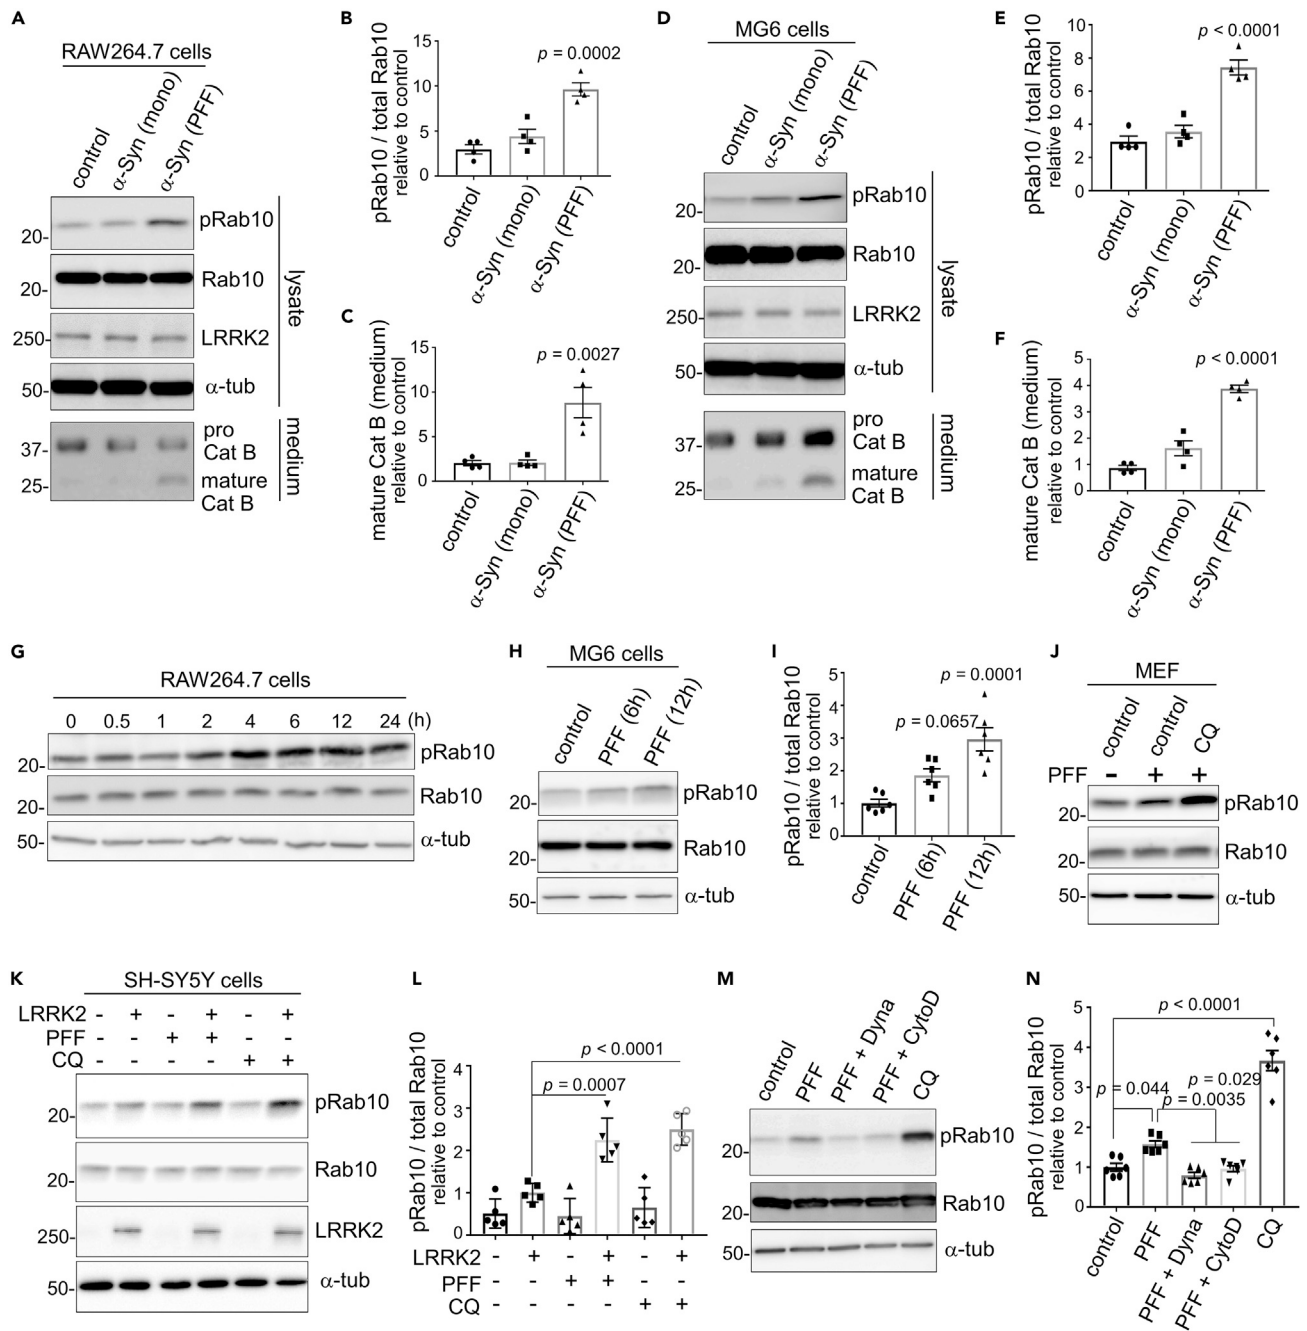 A
RAW264.7 cells
control
α-Syn (mono)
α-Syn (PFF)
20-
pRab10
20-
Rab10
250-
LRRK2
50-
α-tub
lysate
37-
pro
Cat B
25-
mature
Cat B
medium
B
pRab10 / total Rab10
relative to control
15
10
5
0
p = 0.0002
control
α-Syn (mono)
α-Syn (PFF)
C
mature Cat B (medium)
relative to control
15
10
5
0
p = 0.0027
control
α-Syn (mono)
α-Syn (PFF)
D
MG6 cells
control
α-Syn (mono)
α-Syn (PFF)
20-
pRab10
20-
Rab10
250-
LRRK2
50-
α-tub
lysate
37-
pro
Cat B
25-
mature
Cat B
medium
E
pRab10 / total Rab10
relative to control
10
8
6
4
2
0
p < 0.0001
control
α-Syn (mono)
α-Syn (PFF)
F
mature Cat B (medium)
relative to control
5
4
3
2
1
0
p < 0.0001
control
α-Syn (mono)
α-Syn (PFF)
G
RAW264.7 cells
0 0.5 1 2 4 6 12 24 (h)
20-
pRab10
20-
Rab10
50-
α-tub
H
MG6 cells
control
PFF (6h)
PFF (12h)
20-
pRab10
20-
Rab10
50-
α-tub
I
pRab10 / total Rab10
relative to control
5
4
3
2
1
0
p = 0.0001
p = 0.0657
control
PFF (6h)
PFF (12h)
J
MEF
control
control
CQ
PFF - + +
20-
pRab10
20-
Rab10
50-
α-tub
K
SH-SY5Y cells
LRRK2 - + - + - +
PFF - - + + - -
CQ - - - - + +
20-
pRab10
20-
Rab10
250-
LRRK2
50-
α-tub
L
pRab10 / total Rab10
relative to control
4
3
2
1
0
p < 0.0001
p = 0.0007
LRRK2 - + - + - +
PFF - - + + - -
CQ - - - - + +
M
control
PFF
PFF + Dyna
PFF + CytoD
CQ
20-
pRab10
20-
Rab10
50-
α-tub
N
pRab10 / total Rab10
relative to control
5
4
3
2
1
0
p < 0.0001
p = 0.029
p = 0.044
p = 0.0035
control
PFF
PFF + Dyna
PFF + CytoD
CQ